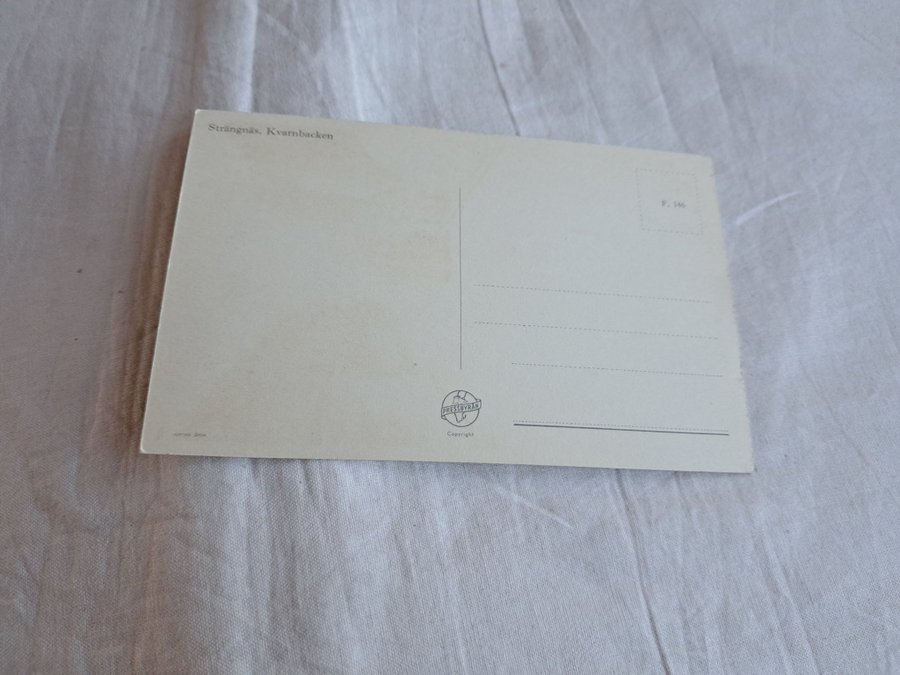 Strängnäs. Kvarnbacken
F. 146
PRESSBYRÅN
Copyright